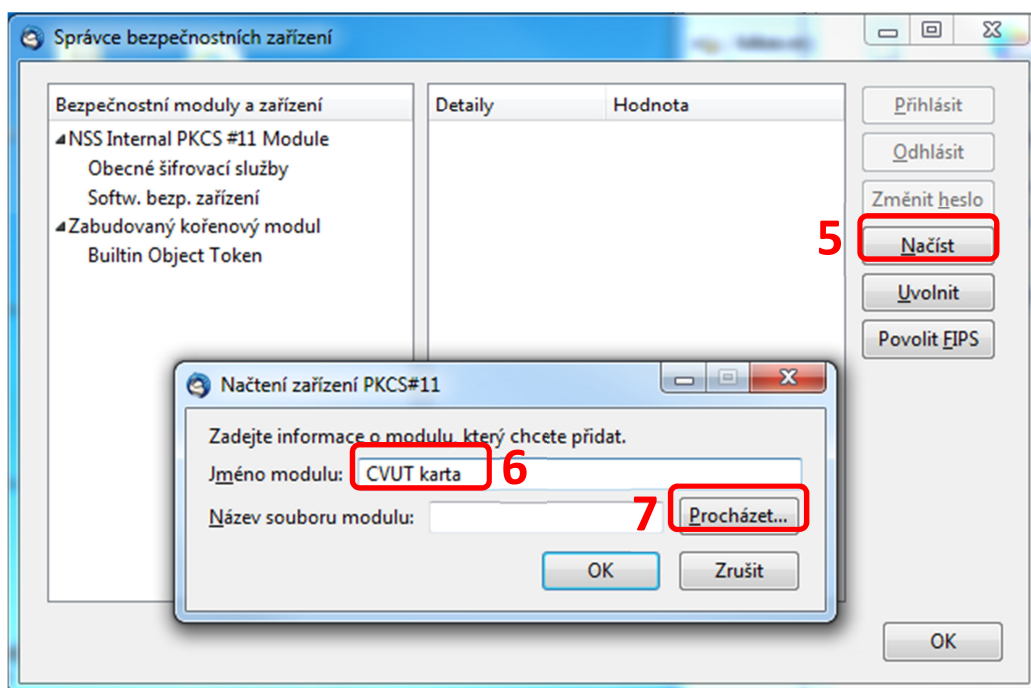 Správce bezpečnostních zařízení
Bezpečnostní moduly a zařízení
Detaily
Hodnota
NSS Internal PKCS #11 Module
Obecné šifrovací služby
Softw. bezp. zařízení
Zabudovaný kořenový modul
Builtin Object Token
Přihlásit
Odhlásit
Změnit heslo
5
Načíst
Uvolnit
Povolit FIPS
Načtení zařízení PKCS#11
Zadejte informace o modulu, který chcete přidat.
Jméno modulu: CVUT karta 6
Název souboru modulu: 7 Procházet...
OK Zrušit
OK